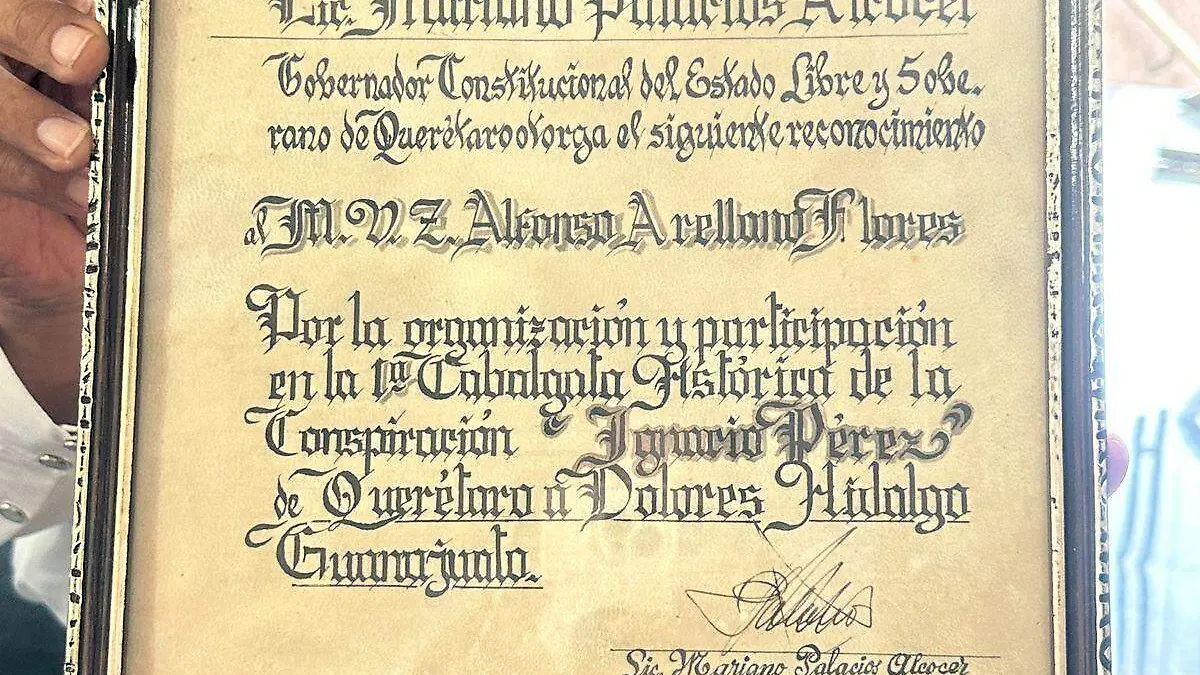 Lic. Mariano Palacios Alcocer
Gobernador Constitucional del Estado Libre y Sobe-
rano de Querétaro otorga el siguiente reconocimiento
al M.V.Z. Alfonso Arellano Flores
Por la organización y participación
en la 1ª Cabalgata Histórica de la
Conspiración "Ignacio Pérez"
de Querétaro a Dolores Hidalgo
Guanajuato.
Palacios
Lic. Mariano Palacios Alcocer